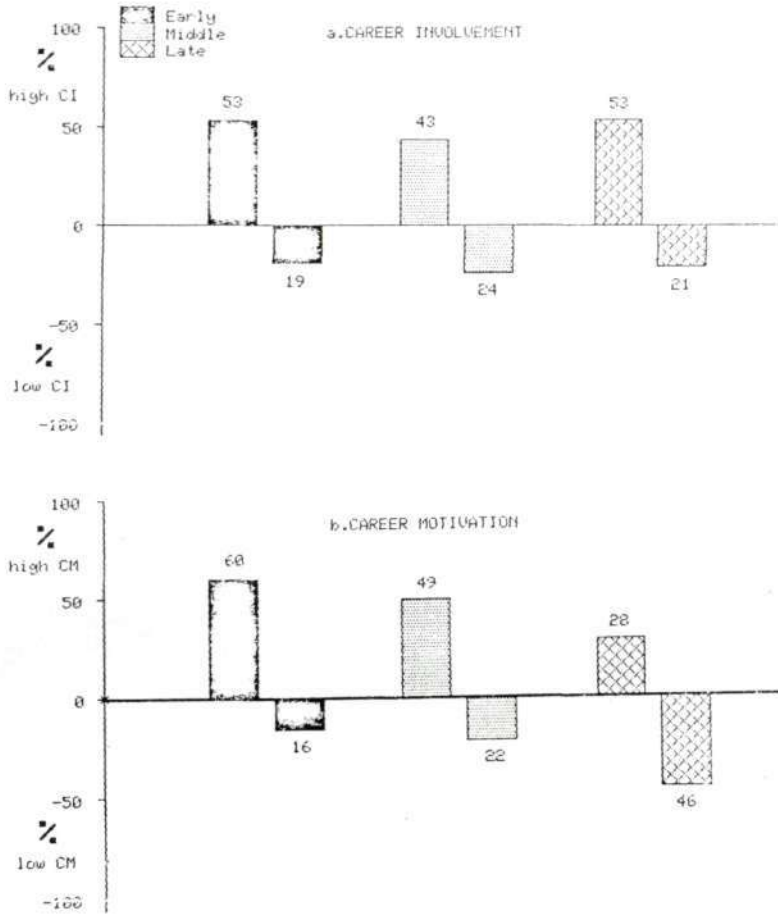 100
Early
Middle
Late
a.CAREER INVOLVEMENT
%
high CI
53
43
53
50
0
19
24
21
-50
%
low CI
-100
100
b.CAREER MOTIVATION
%
high CM
60
49
28
50
0
16
22
46
-50
%
low CM
-100